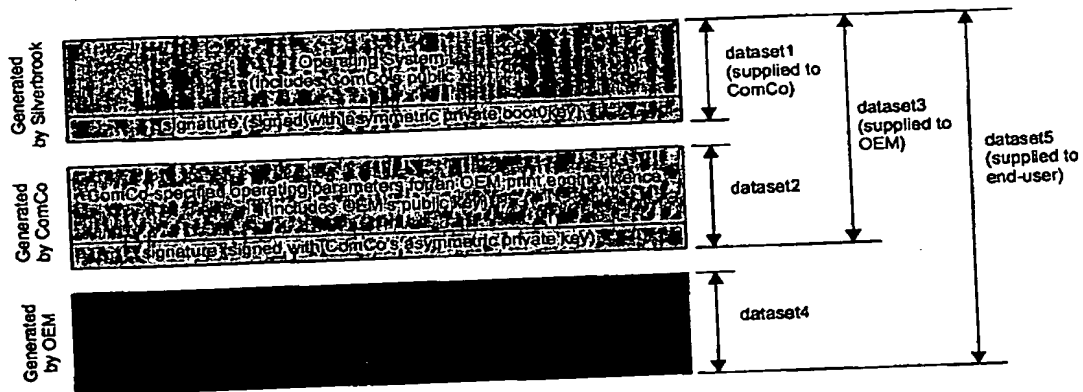 Generated
by Silverbrook
Operating System
(includes ComCo's public key)
signature (signed with asymmetric private boot0key)
dataset1
(supplied to
ComCo)
dataset3
(supplied to
OEM)
dataset5
(supplied to
end-user)
Generated
by ComCo
ComCo-specified operating parameters for an OEM print engine licence
(includes OEM's public key)
signature (signed with ComCo's asymmetric private key)
dataset2
Generated
by OEM
dataset4